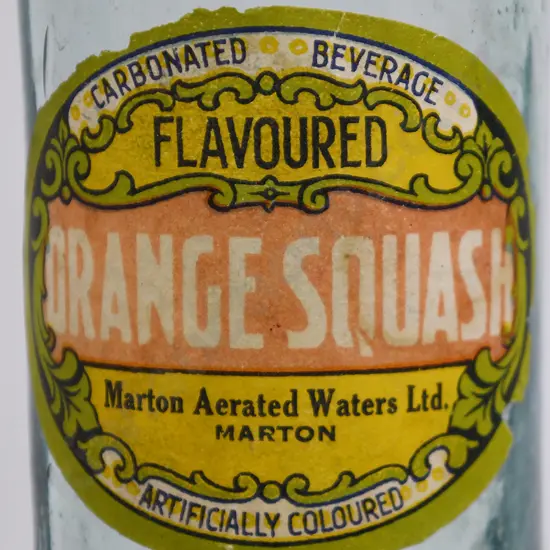 CARBONATED BEVERAGE
FLAVOURED
ORANGE SQUASH
Marton Aerated Waters Ltd.
MARTON
ARTIFICIALLY COLOURED